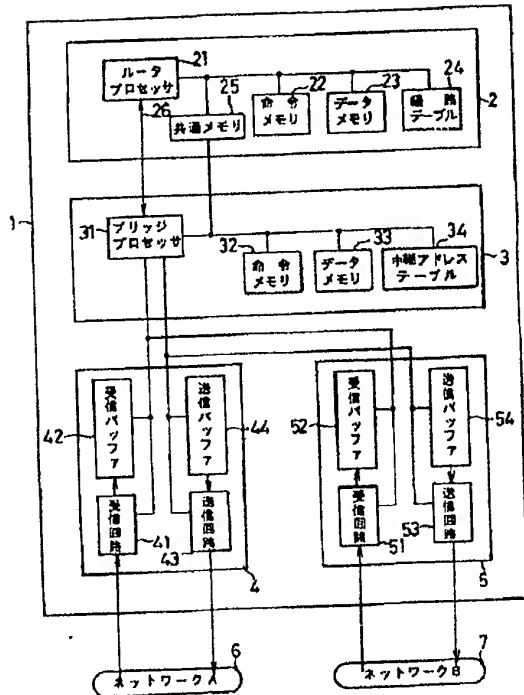 21
ルータ
プロセッサ
25
22
23
24
26
共通メモリ
命令
メモリ
データ
メモリ
経路
テーブル
2
1
31
ブリッジ
プロセッサ
32
命令
メモリ
33
データ
メモリ
34
中継アドレス
テーブル
3
42
受信バッファ
送信バッファ
44
52
受信バッファ
送信バッファ
54
受信回路
41
43
送信回路
受信回路
51
送信回路
53
4
5
6
ネットワークA
7
ネットワークB